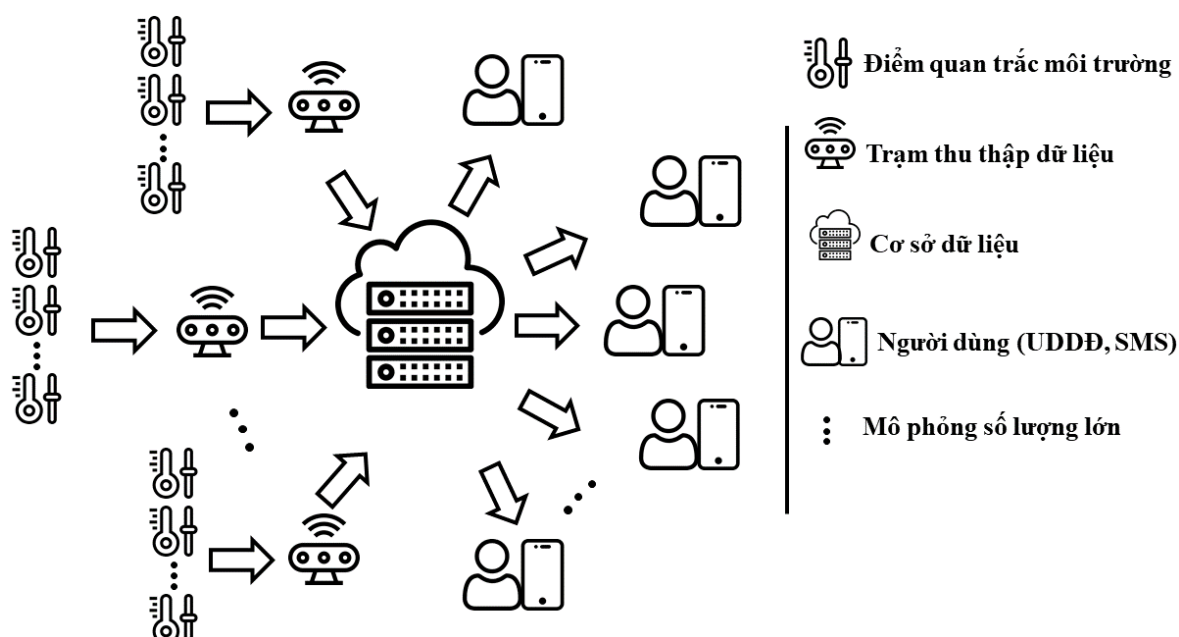 Điểm quan trắc môi trường
Trạm thu thập dữ liệu
Cơ sở dữ liệu
Người dùng (UDDĐ, SMS)
Mô phỏng số lượng lớn